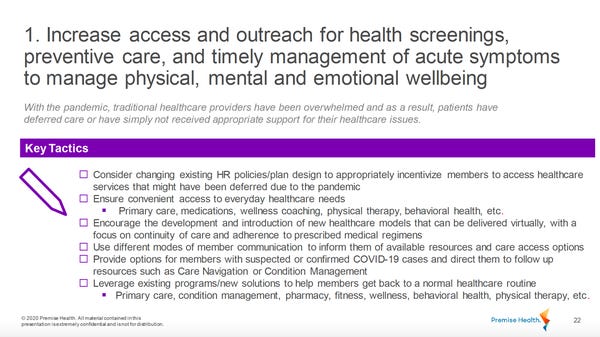 1. Increase access and outreach for health screenings,
preventive care, and timely management of acute symptoms
to manage physical, mental and emotional wellbeing
With the pandemic, traditional healthcare providers have been overwhelmed and as a result, patients have
deferred care or have simply not received appropriate support for their healthcare issues.
Key Tactics
☐ Consider changing existing HR policies/plan design to appropriately incentivize members to access healthcare
services that might have been deferred due to the pandemic
☐ Ensure convenient access to everyday healthcare needs
▪ Primary care, medications, wellness coaching, physical therapy, behavioral health, etc.
☐ Encourage the development and introduction of new healthcare models that can be delivered virtually, with a
focus on continuity of care and adherence to prescribed medical regimens
☐ Use different modes of member communication to inform them of available resources and care access options
☐ Provide options for members with suspected or confirmed COVID-19 cases and direct them to follow up
resources such as Care Navigation or Condition Management
☐ Leverage existing programs/new solutions to help members get back to a normal healthcare routine
▪ Primary care, condition management, pharmacy, fitness, wellness, behavioral health, physical therapy, etc.
© 2020 Premise Health. All material contained in this
presentation is extremely confidential and is not for distribution.
Premise Health.
22